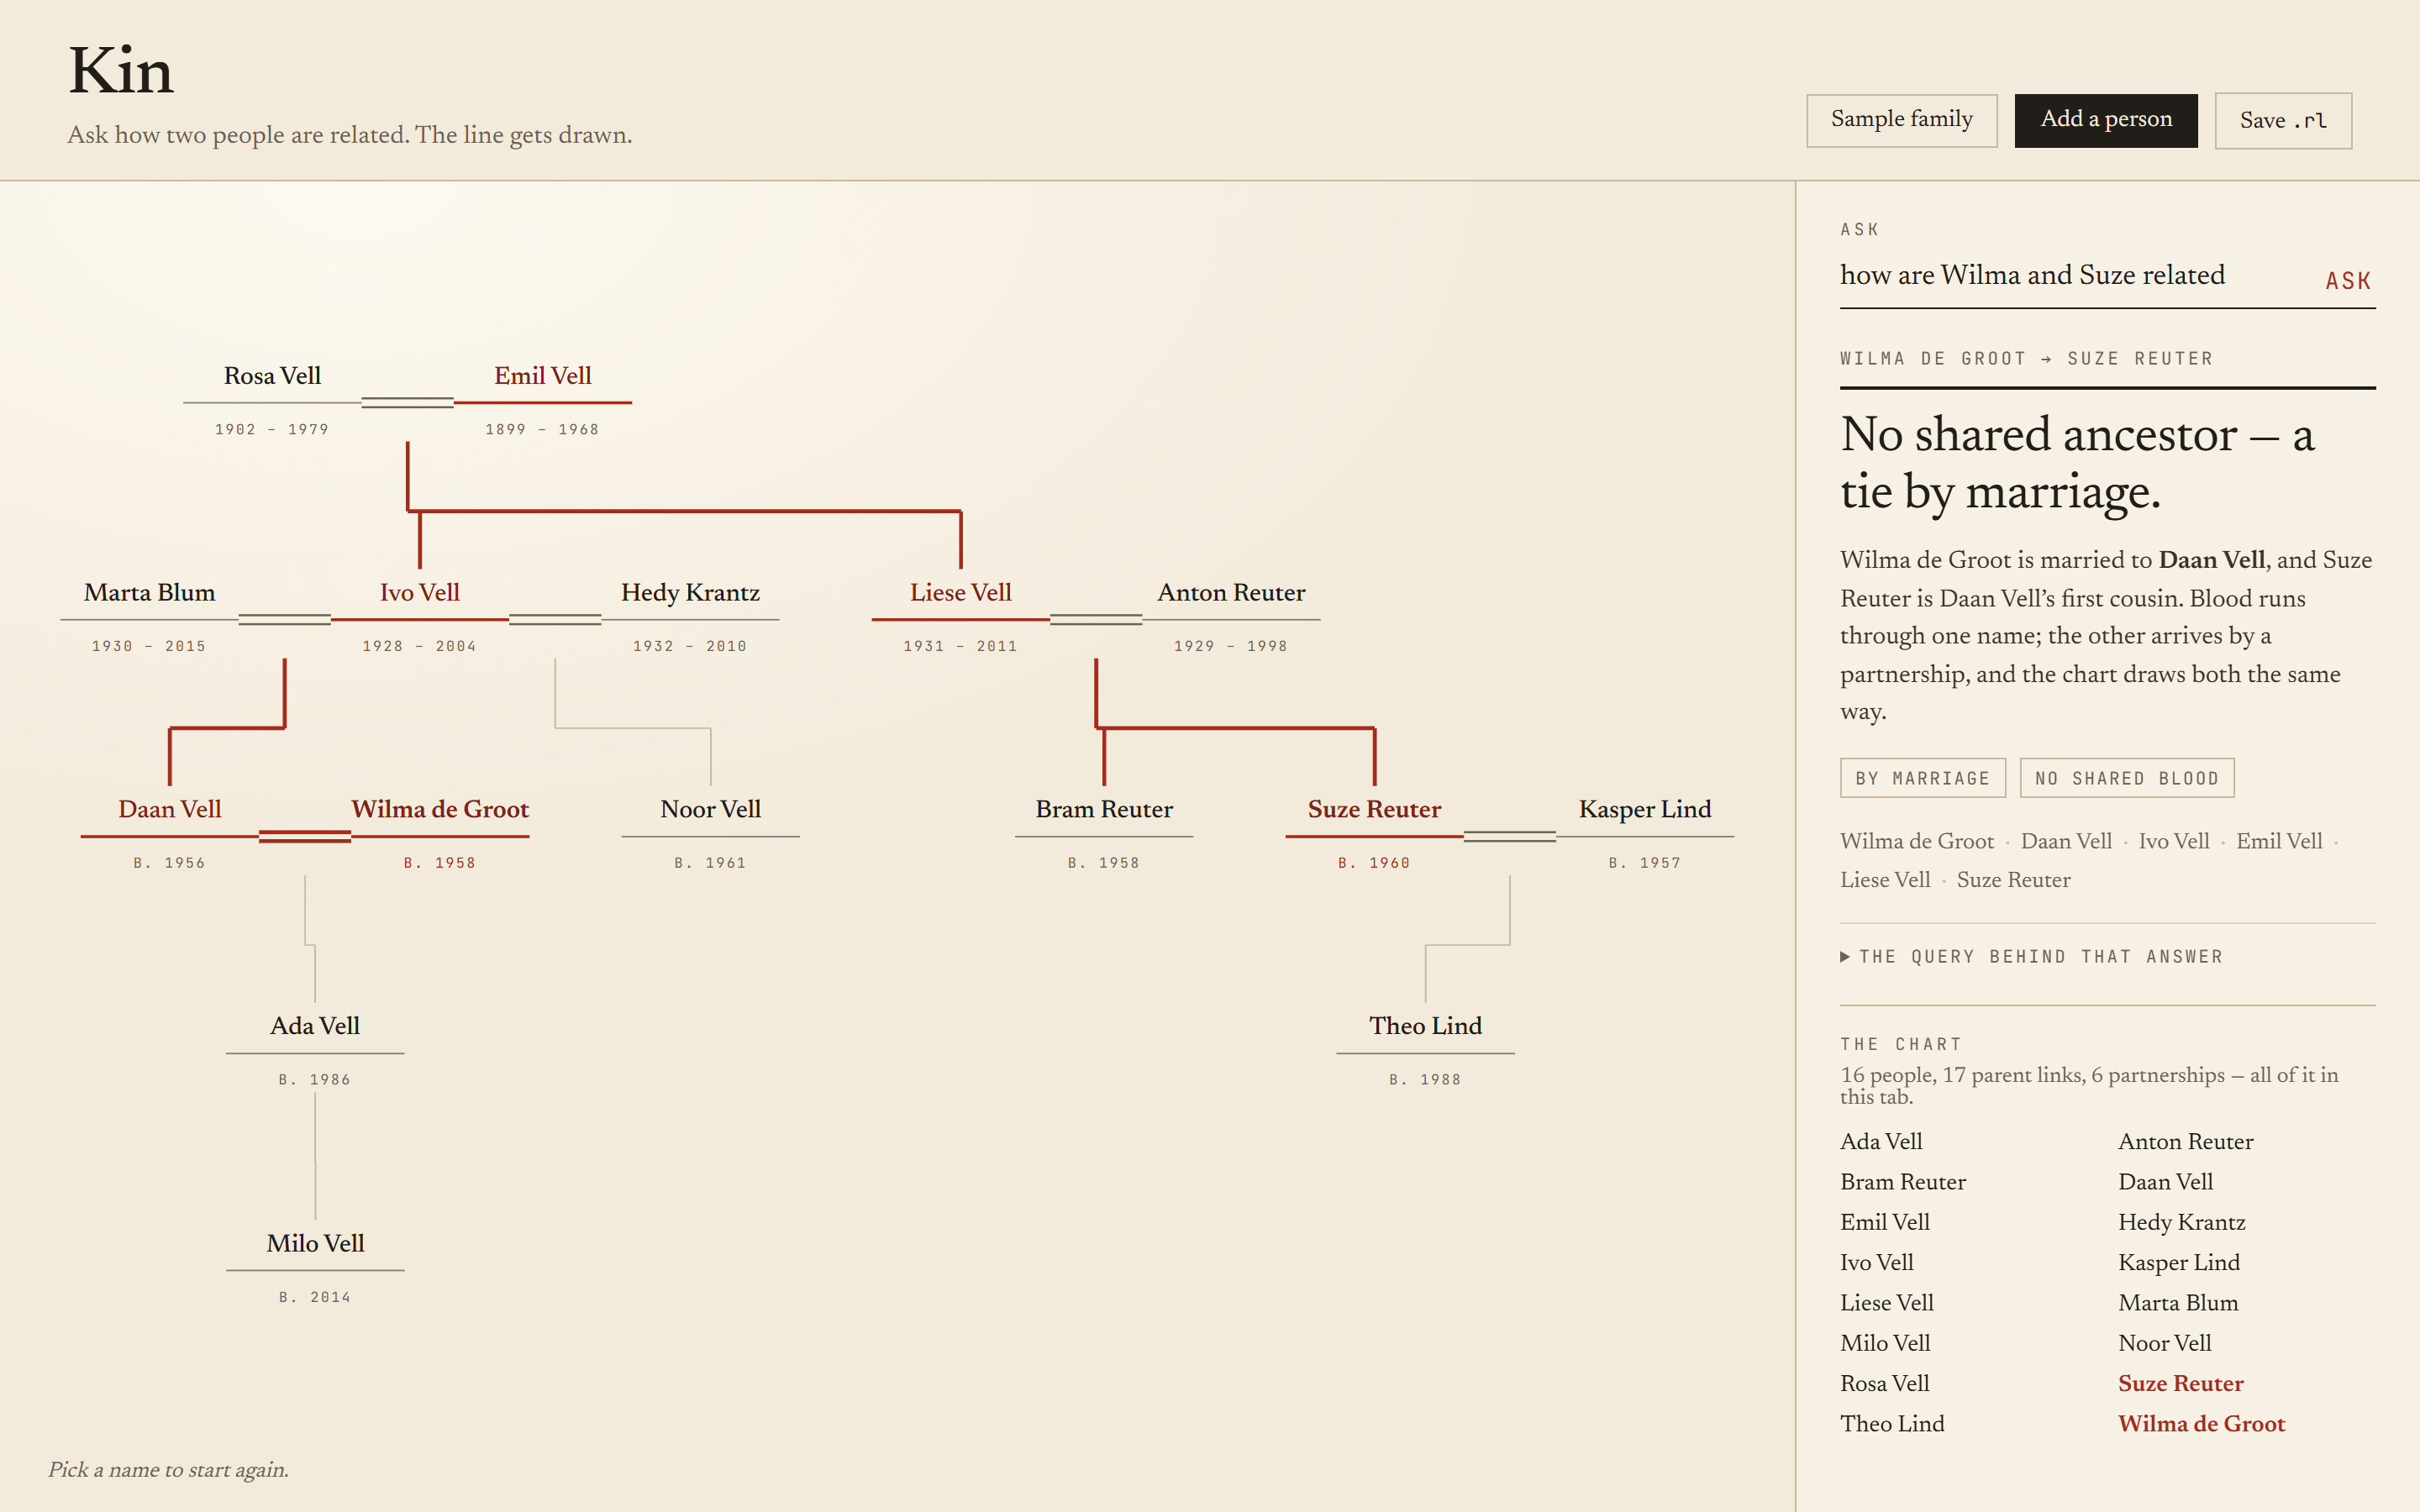 Kin
Ask how two people are related. The line gets drawn.
Sample family
Add a person
Save .rl
Rosa Vell
Emil Vell
1902 – 1979
1899 – 1968
Marta Blum
Ivo Vell
Hedy Krantz
Liese Vell
Anton Reuter
1930 – 2015
1928 – 2004
1932 – 2010
1931 – 2011
1929 – 1998
Daan Vell
Wilma de Groot
Noor Vell
Bram Reuter
Suze Reuter
Kasper Lind
B. 1956
B. 1958
B. 1961
B. 1958
B. 1960
B. 1957
Ada Vell
Theo Lind
B. 1986
B. 1988
Milo Vell
B. 2014
Pick a name to start again.
ASK
how are Wilma and Suze related
ASK
WILMA DE GROOT → SUZE REUTER
No shared ancestor — a
tie by marriage.
Wilma de Groot is married to Daan Vell, and Suze
Reuter is Daan Vell’s first cousin. Blood runs
through one name; the other arrives by a
partnership, and the chart draws both the same
way.
BY MARRIAGE
NO SHARED BLOOD
Wilma de Groot · Daan Vell · Ivo Vell · Emil Vell ·
Liese Vell · Suze Reuter
▶ THE QUERY BEHIND THAT ANSWER
THE CHART
16 people, 17 parent links, 6 partnerships — all of it in
this tab.
Ada Vell
Anton Reuter
Bram Reuter
Daan Vell
Emil Vell
Hedy Krantz
Ivo Vell
Kasper Lind
Liese Vell
Marta Blum
Milo Vell
Noor Vell
Rosa Vell
Suze Reuter
Theo Lind
Wilma de Groot